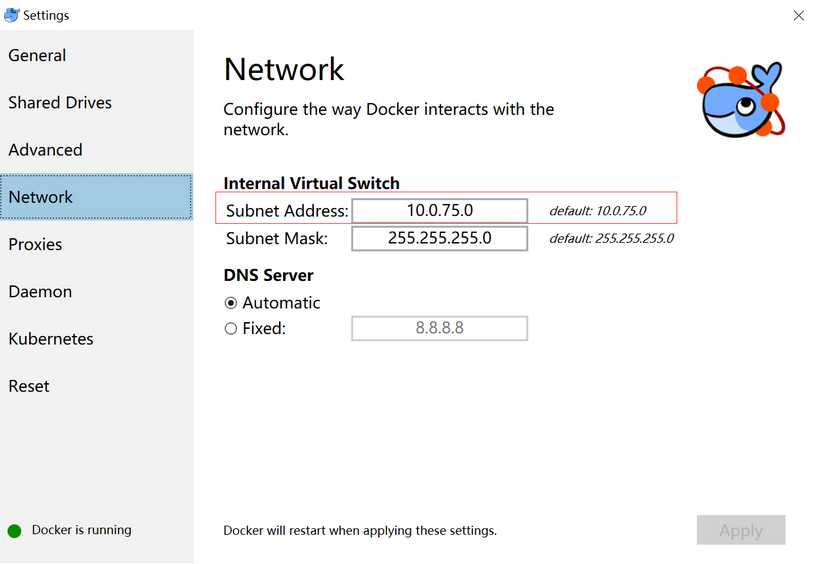 Settings
General
Shared Drives
Advanced
Network
Proxies
Daemon
Kubernetes
Reset
Docker is running
Network
Configure the way Docker interacts with the
network.
Internal Virtual Switch
Subnet Address: 10.0.75.0 default: 10.0.75.0
Subnet Mask: 255.255.255.0 default: 255.255.255.0
DNS Server
Automatic
Fixed: 8.8.8.8
Docker will restart when applying these settings.
Apply